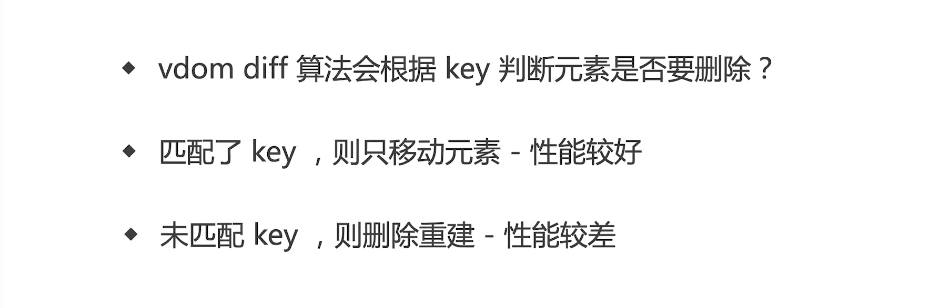 ◆ vdom diff 算法会根据 key 判断元素是否要删除？
◆ 匹配了 key ，则只移动元素 - 性能较好
◆ 未匹配 key ，则删除重建 - 性能较差